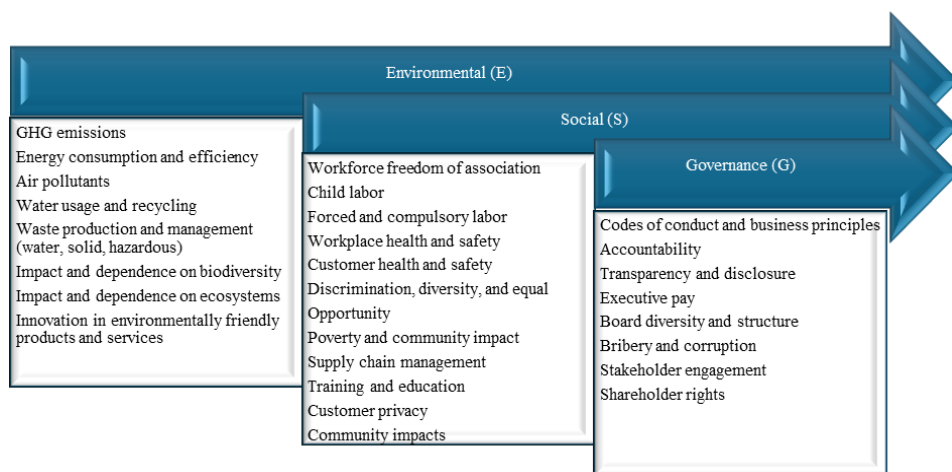 Environmental (E)
GHG emissions
Energy consumption and efficiency
Air pollutants
Water usage and recycling
Waste production and management
(water, solid, hazardous)
Impact and dependence on biodiversity
Impact and dependence on ecosystems
Innovation in environmentally friendly
products and services
Social (S)
Workforce freedom of association
Child labor
Forced and compulsory labor
Workplace health and safety
Customer health and safety
Discrimination, diversity, and equal
Opportunity
Poverty and community impact
Supply chain management
Training and education
Customer privacy
Community impacts
Governance (G)
Codes of conduct and business principles
Accountability
Transparency and disclosure
Executive pay
Board diversity and structure
Bribery and corruption
Stakeholder engagement
Shareholder rights